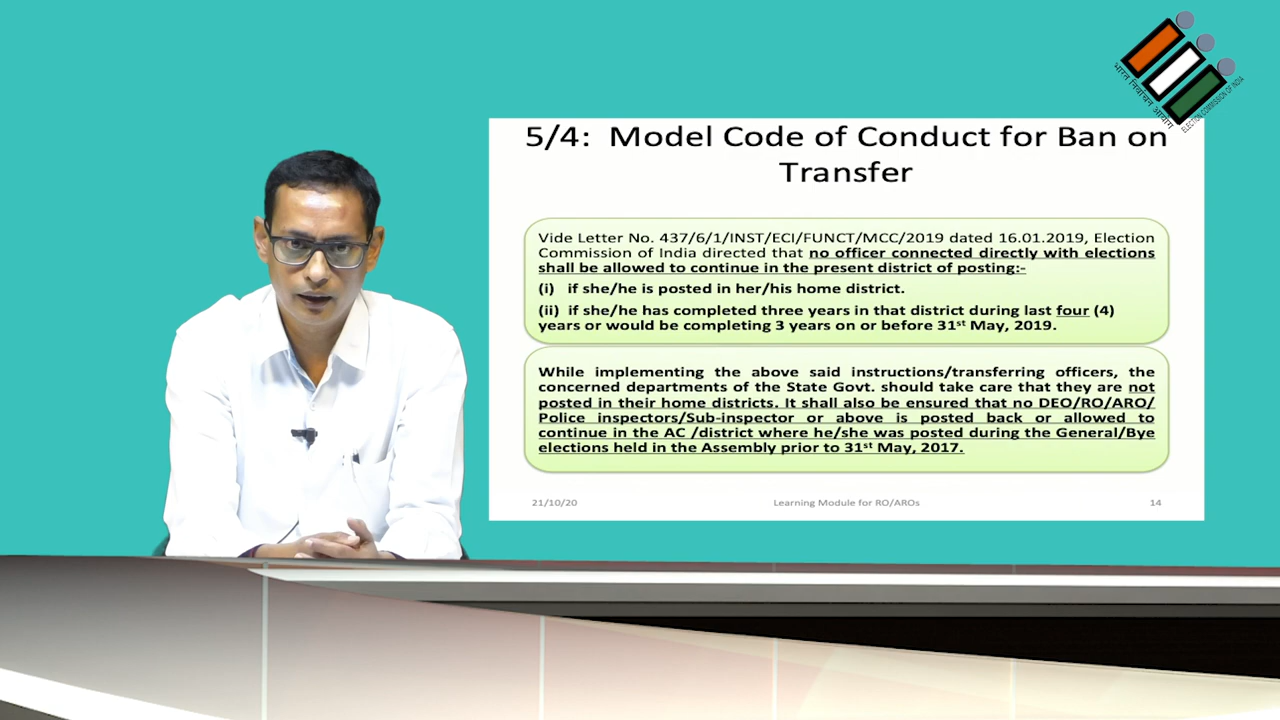 भारत निर्वाचन आयोग
ELECTION COMMISSION OF INDIA
5/4: Model Code of Conduct for Ban on
Transfer
Vide Letter No. 437/6/1/INST/ECI/FUNCT/MCC/2019 dated 16.01.2019, Election
Commission of India directed that no officer connected directly with elections
shall be allowed to continue in the present district of posting:-
(i) if she/he is posted in her/his home district.
(ii) if she/he has completed three years in that district during last four (4)
years or would be completing 3 years on or before 31st May, 2019.
While implementing the above said instructions/transferring officers, the
concerned departments of the State Govt. should take care that they are not
posted in their home districts. It shall also be ensured that no DEO/RO/ARO/
Police inspectors/Sub-inspector or above is posted back or allowed to
continue in the AC /district where he/she was posted during the General/Bye
elections held in the Assembly prior to 31st May, 2017.
21/10/20
Learning Module for RO/AROs
14